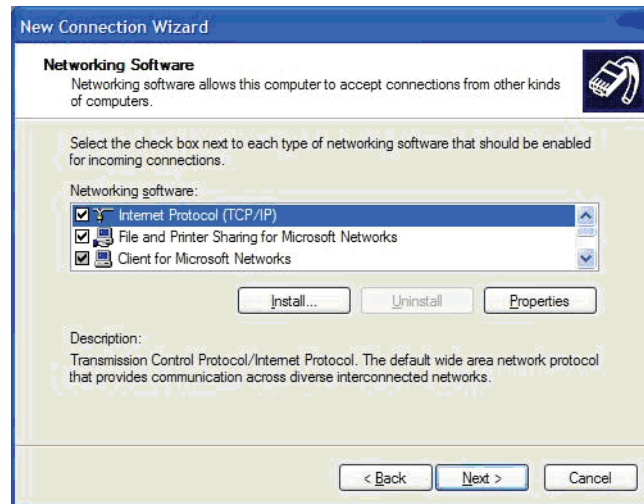 New Connection Wizard
Networking Software
Networking software allows this computer to accept connections from other kinds
of computers.
Select the check box next to each type of networking software that should be enabled
for incoming connections.
Networking software:
Internet Protocol (TCP/IP)
File and Printer Sharing for Microsoft Networks
Client for Microsoft Networks
Install... Uninstall Properties
Description:
Transmission Control Protocol/Internet Protocol. The default wide area network protocol
that provides communication across diverse interconnected networks.
< Back Next > Cancel